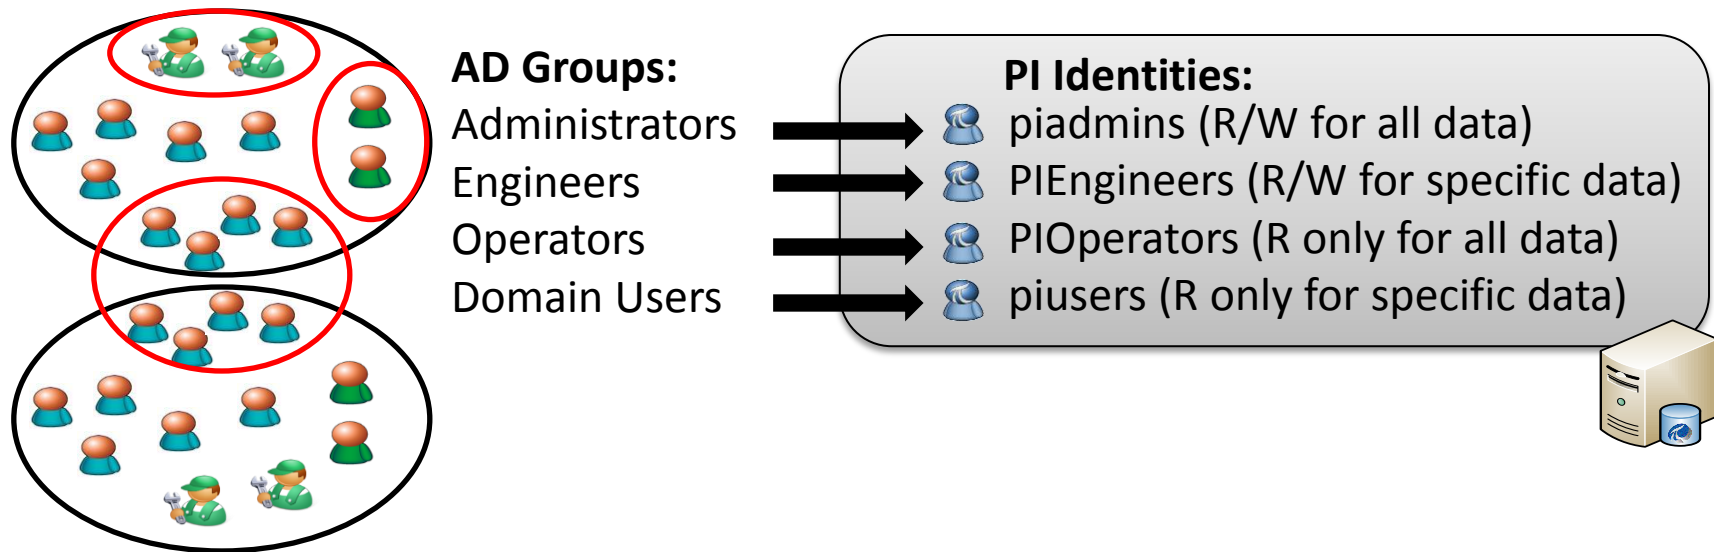 AD Groups:
Administrators
Engineers
Operators
Domain Users
PI Identities:
piadmins (R/W for all data)
PIEngineers (R/W for specific data)
PIOperators (R only for all data)
piusers (R only for specific data)